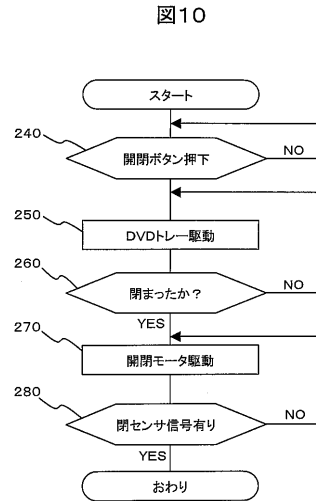 図10
スタート
240
開閉ボタン押下
NO
250
DVDトレー駆動
260
閉まったか？
NO
YES
270
開閉モータ駆動
280
閉センサ信号有り
NO
YES
おわり